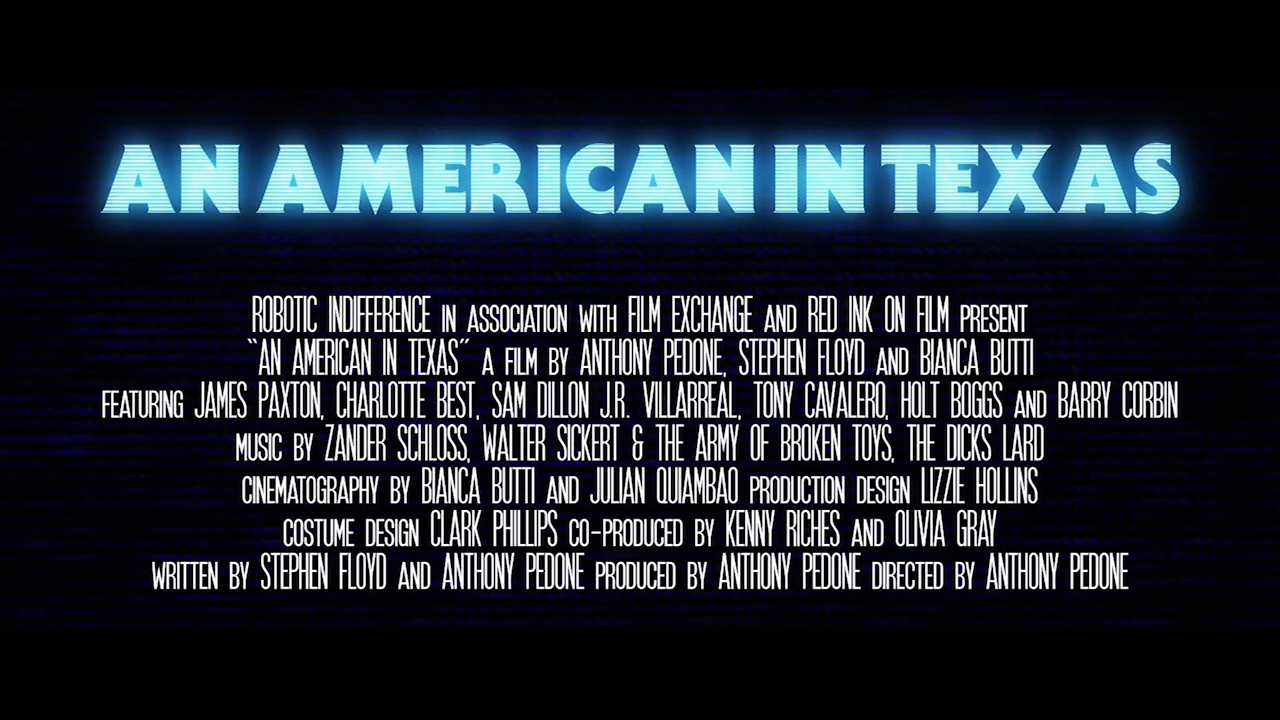 AN AMERICAN IN TEXAS
ROBOTIC INDIFFERENCE IN ASSOCIATION WITH FILM EXCHANGE AND RED INK ON FILM PRESENT
“AN AMERICAN IN TEXAS” A FILM BY ANTHONY PEDONE, STEPHEN FLOYD AND BIANCA BUTTI
FEATURING JAMES PAXTON, CHARLOTTE BEST, SAM DILLON J.R. VILLARREAL, TONY CAVALERO, HOLT BOGGS AND BARRY CORBIN
MUSIC BY ZANDER SCHLOSS, WALTER SICKERT & THE ARMY OF BROKEN TOYS, THE DICKS LARD
CINEMATOGRAPHY BY BIANCA BUTTI AND JULIAN QUIAMBAO PRODUCTION DESIGN LIZZIE HOLLINS
COSTUME DESIGN CLARK PHILLIPS CO-PRODUCED BY KENNY RICHES AND OLIVIA GRAY
WRITTEN BY STEPHEN FLOYD AND ANTHONY PEDONE PRODUCED BY ANTHONY PEDONE DIRECTED BY ANTHONY PEDONE